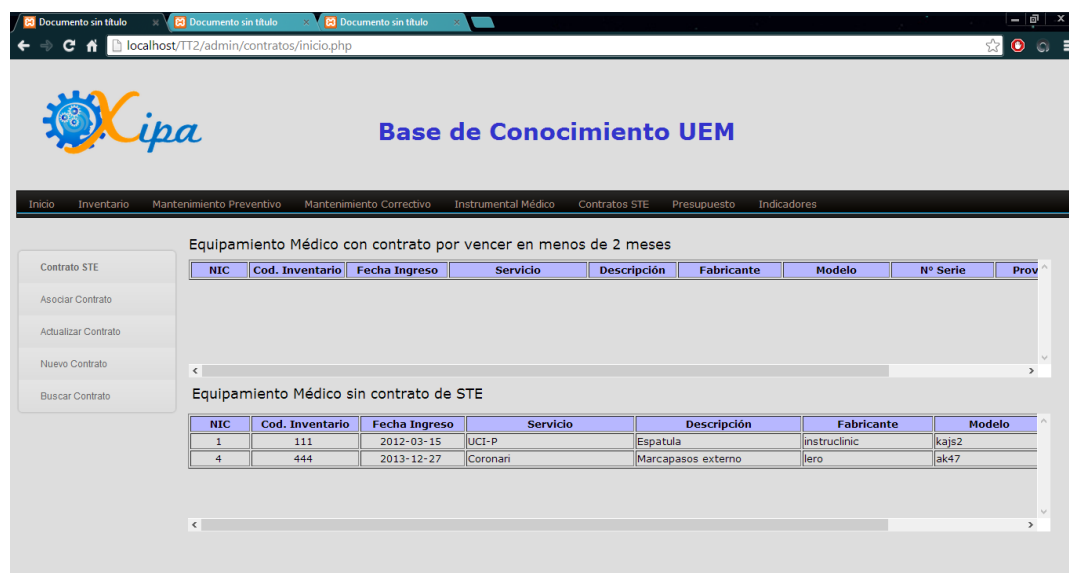 Documento sin título Documento sin título Documento sin título
localhost/TT2/admin/contratos/inicio.php
Xipa
Base de Conocimiento UEM
Inicio Inventario Mantenimiento Preventivo Mantenimiento Correctivo Instrumental Médico Contratos STE Presupuesto Indicadores
Contrato STE
Asociar Contrato
Actualizar Contrato
Nuevo Contrato
Buscar Contrato
Equipamiento Médico con contrato por vencer en menos de 2 meses
NIC Cod. Inventario Fecha Ingreso Servicio Descripción Fabricante Modelo Nº Serie Prov
Equipamiento Médico sin contrato de STE
NIC Cod. Inventario Fecha Ingreso Servicio Descripción Fabricante Modelo
1 111 2012-03-15 UCI-P Espatula instruclinic kajs2
4 444 2013-12-27 Coronari Marcapasos externo lero ak47